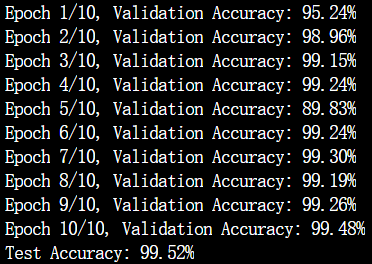 Epoch 1/10, Validation Accuracy: 95.24%
Epoch 2/10, Validation Accuracy: 98.96%
Epoch 3/10, Validation Accuracy: 99.15%
Epoch 4/10, Validation Accuracy: 99.24%
Epoch 5/10, Validation Accuracy: 89.83%
Epoch 6/10, Validation Accuracy: 99.24%
Epoch 7/10, Validation Accuracy: 99.30%
Epoch 8/10, Validation Accuracy: 99.19%
Epoch 9/10, Validation Accuracy: 99.26%
Epoch 10/10, Validation Accuracy: 99.48%
Test Accuracy: 99.52%